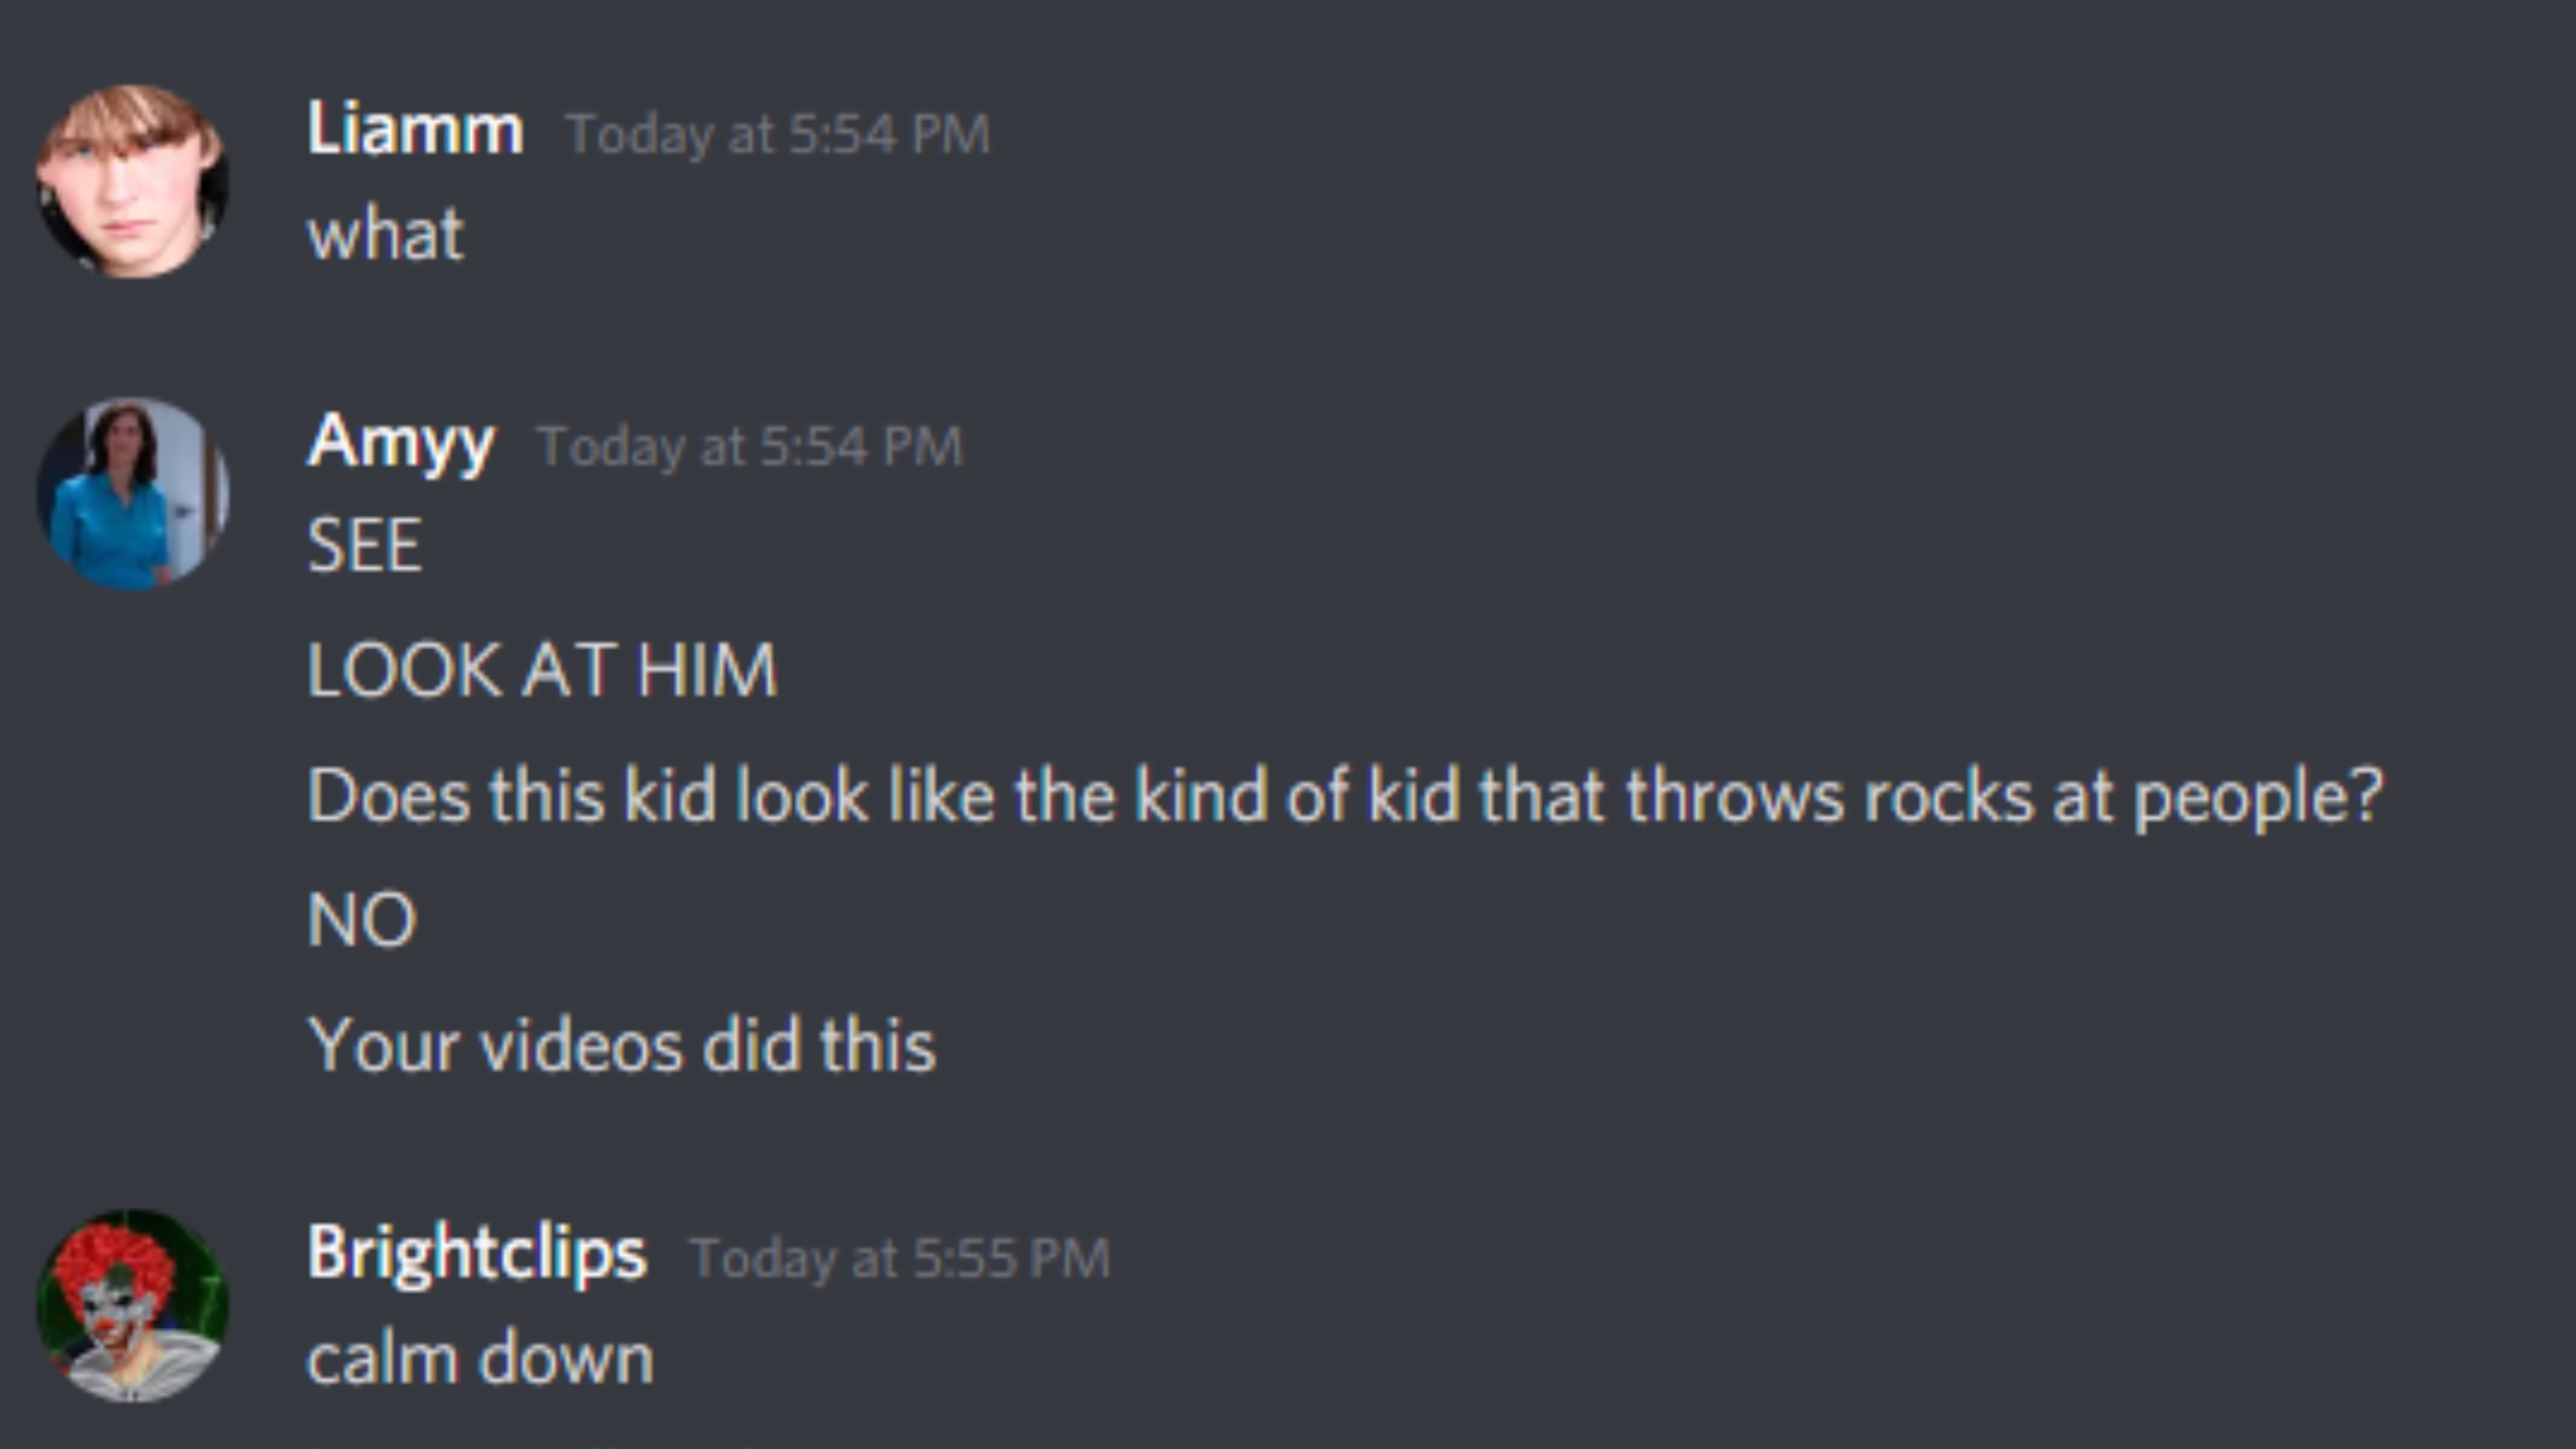 Liamm Today at 5:54 PM
what
Amyy Today at 5:54 PM
SEE
LOOK AT HIM
Does this kid look like the kind of kid that throws rocks at people?
NO
Your videos did this
Brightclips Today at 5:55 PM
calm down